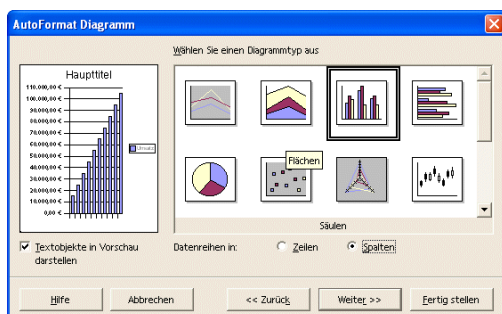 AutoFormat Diagramm
Wählen Sie einen Diagrammtyp aus
Haupttitel
110.000,00 €
100.000,00 €
90.000,00 €
80.000,00 €
70.000,00 €
60.000,00 €
50.000,00 €
40.000,00 €
30.000,00 €
20.000,00 €
10.000,00 €
0,00 €
Umsatz
Flächen
Säulen
Textobjekte in Vorschau
darstellen
Datenreihen in:
Zeilen
Spalten
Hilfe
Abbrechen
<< Zurück
Weiter >>
Fertig stellen